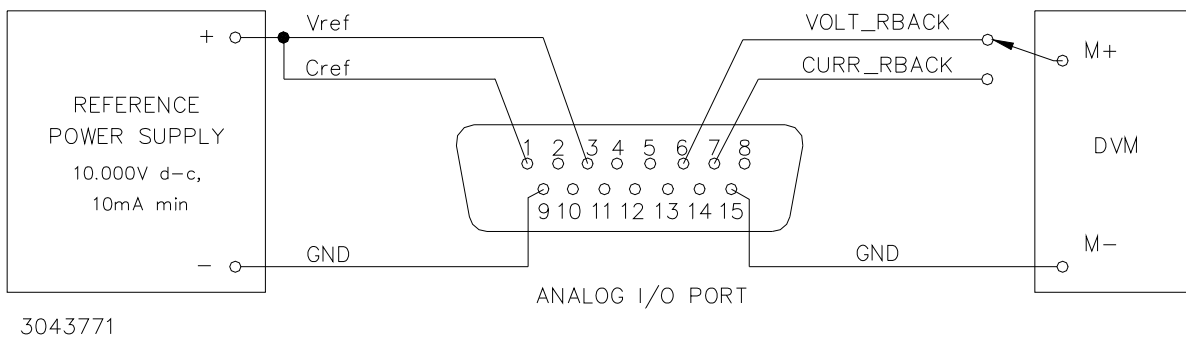 Vref
VOLT_RBACK
+
M+
Cref
CURR_RBACK
REFERENCE
POWER SUPPLY
10.000V d-c,
10mA min
1 2 3 4 5 6 7 8
DVM
9 10 11 12 13 14 15
-
GND
GND
M-
ANALOG I/O PORT
3043771